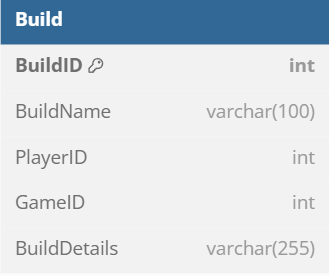 Build
BuildID int
BuildName varchar(100)
PlayerID int
GameID int
BuildDetails varchar(255)